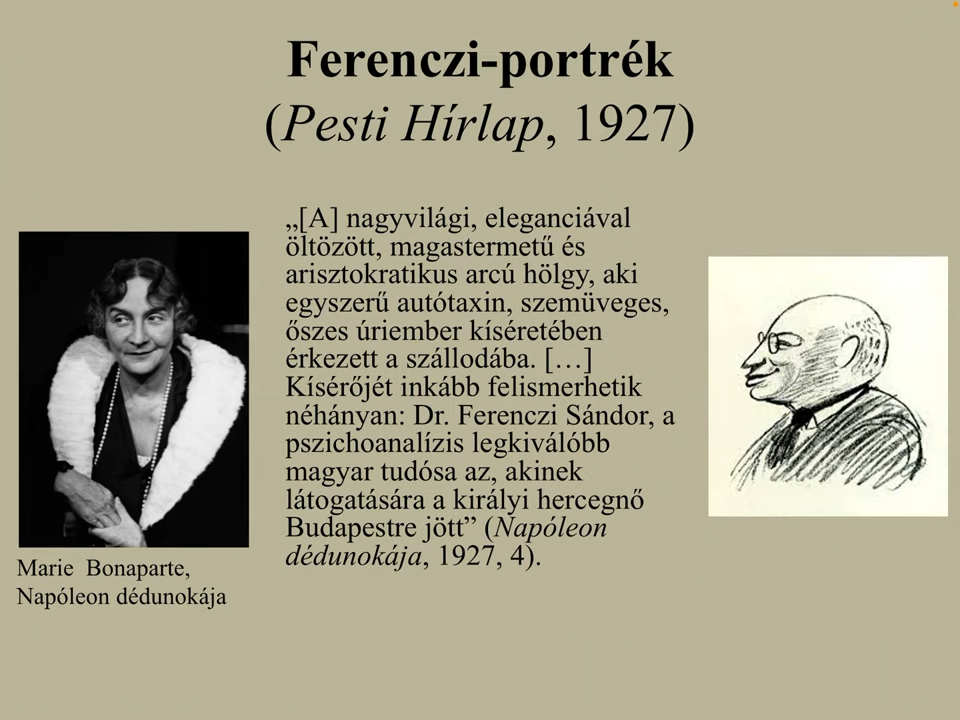 Ferenczi-portrék
(Pesti Hírlap, 1927)
„[A] nagyvilági, eleganciával
öltözött, magastermetű és
arisztokratikus arcú hölgy, aki
egyszerű autótaxin, szemüveges,
őszes úriember kíséretében
érkezett a szállodába. […]
Kísérőjét inkább felismerhetik
néhányan: Dr. Ferenczi Sándor, a
pszichoanalízis legkiválóbb
magyar tudósa az, akinek
látogatására a királyi hercegnő
Budapestre jött” (Napóleon
dédunokája, 1927, 4).
Marie Bonaparte,
Napóleon dédunokája